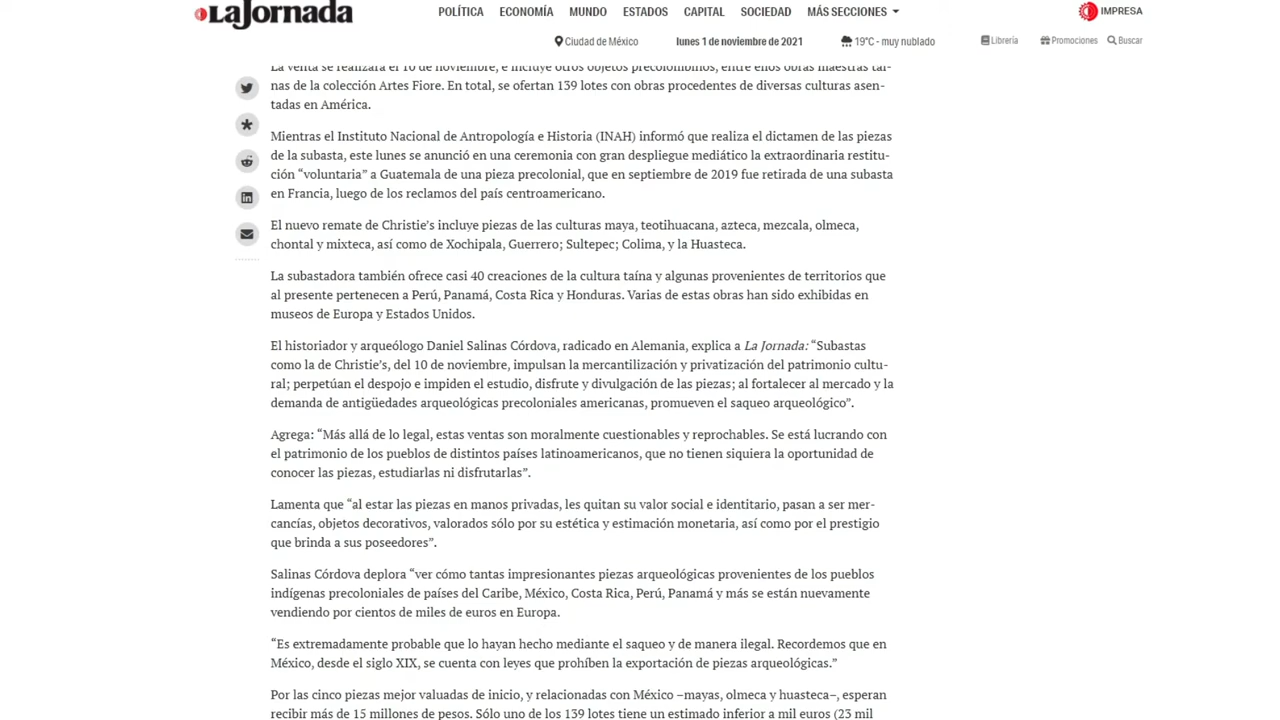 La Jornada
POLÍTICA ECONOMÍA MUNDO ESTADOS CAPITAL SOCIEDAD MÁS SECCIONES
IMPRESA
Ciudad de México lunes 1 de noviembre de 2021 19°C - muy nublado Librería Promociones Buscar
La venta se realizará el 10 de noviembre, e incluye otros objetos precolombinos, entre ellos obras maestras taí-
nas de la colección Artes Fiore. En total, se ofertan 139 lotes con obras procedentes de diversas culturas asen-
tadas en América.
Mientras el Instituto Nacional de Antropología e Historia (INAH) informó que realiza el dictamen de las piezas
de la subasta, este lunes se anunció en una ceremonia con gran despliegue mediático la extraordinaria restitu-
ción “voluntaria” a Guatemala de una pieza precolonial, que en septiembre de 2019 fue retirada de una subasta
en Francia, luego de los reclamos del país centroamericano.
El nuevo remate de Christie’s incluye piezas de las culturas maya, teotihuacana, azteca, mezcala, olmeca,
chontal y mixteca, así como de Xochipala, Guerrero; Sultepec; Colima, y la Huasteca.
La subastadora también ofrece casi 40 creaciones de la cultura taína y algunas provenientes de territorios que
al presente pertenecen a Perú, Panamá, Costa Rica y Honduras. Varias de estas obras han sido exhibidas en
museos de Europa y Estados Unidos.
El historiador y arqueólogo Daniel Salinas Córdova, radicado en Alemania, explica a La Jornada: “Subastas
como la de Christie’s, del 10 de noviembre, impulsan la mercantilización y privatización del patrimonio cultu-
ral; perpetúan el despojo e impiden el estudio, disfrute y divulgación de las piezas; al fortalecer al mercado y la
demanda de antigüedades arqueológicas precoloniales americanas, promueven el saqueo arqueológico”.
Agrega: “Más allá de lo legal, estas ventas son moralmente cuestionables y reprochables. Se está lucrando con
el patrimonio de los pueblos de distintos países latinoamericanos, que no tienen siquiera la oportunidad de
conocer las piezas, estudiarlas ni disfrutarlas”.
Lamenta que “al estar las piezas en manos privadas, les quitan su valor social e identitario, pasan a ser mer-
cancías, objetos decorativos, valorados sólo por su estética y estimación monetaria, así como por el prestigio
que brinda a sus poseedores”.
Salinas Córdova deplora “ver cómo tantas impresionantes piezas arqueológicas provenientes de los pueblos
indígenas precoloniales de países del Caribe, México, Costa Rica, Perú, Panamá y más se están nuevamente
vendiendo por cientos de miles de euros en Europa.
“Es extremadamente probable que lo hayan hecho mediante el saqueo y de manera ilegal. Recordemos que en
México, desde el siglo XIX, se cuenta con leyes que prohíben la exportación de piezas arqueológicas.”
Por las cinco piezas mejor valuadas de inicio, y relacionadas con México –mayas, olmeca y huasteca–, esperan
recibir más de 15 millones de pesos. Sólo uno de los 139 lotes tiene un estimado inferior a mil euros (23 mil